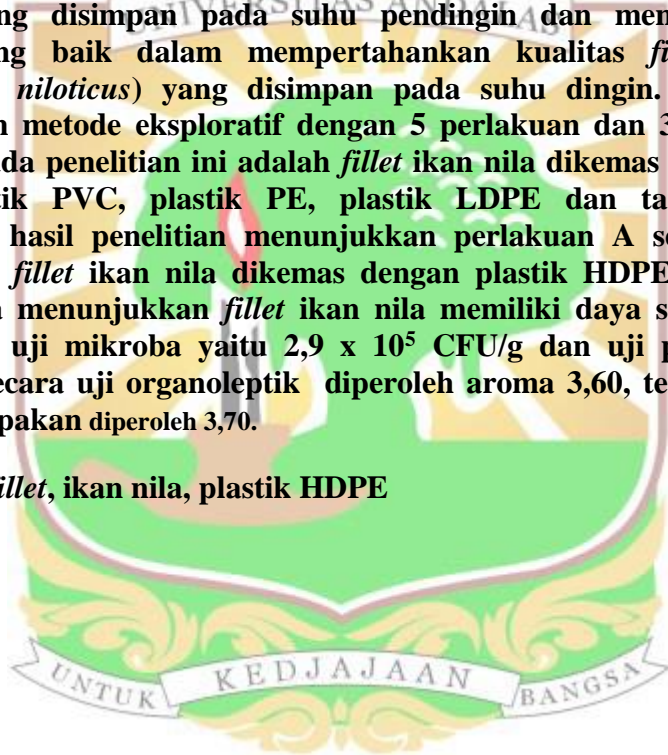 ng disimpan pada suhu pendingin dan men
UNIVERSITAS ANDALAS
ng baik dalam mempertahankan kualitas fi
niloticus) yang disimpan pada suhu dingin.
n metode eksploratif dengan 5 perlakuan dan 3
da penelitian ini adalah fillet ikan nila dikemas
tik PVC, plastik PE, plastik LDPE dan ta
hasil penelitian menunjukkan perlakuan A s
fillet ikan nila dikemas dengan plastik HDPE
a menunjukkan fillet ikan nila memiliki daya s
uji mikroba yaitu 2,9 x 10⁵ CFU/g dan uji p
ecara uji organoleptik diperoleh aroma 3,60, te
pakan diperoleh 3,70.
illet, ikan nila, plastik HDPE
UNTUK KEDJAJAAN BANGSA